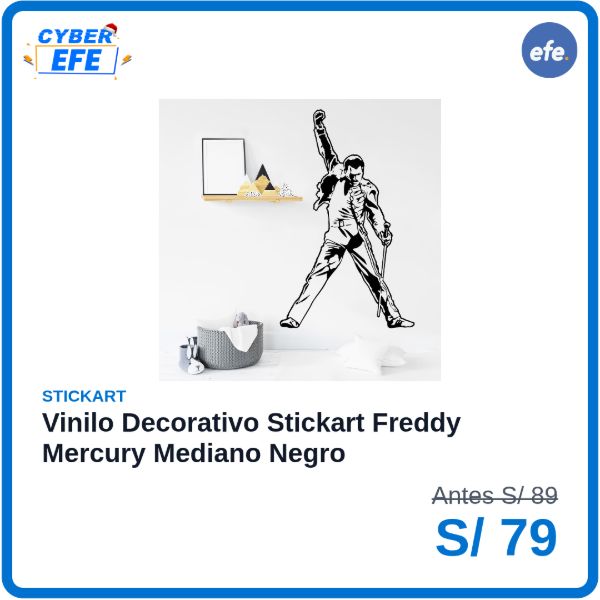 CYBER
EFE
efe.
STICKART
Vinilo Decorativo Stickart Freddy
Mercury Mediano Negro
Antes S/ 89
S/ 79